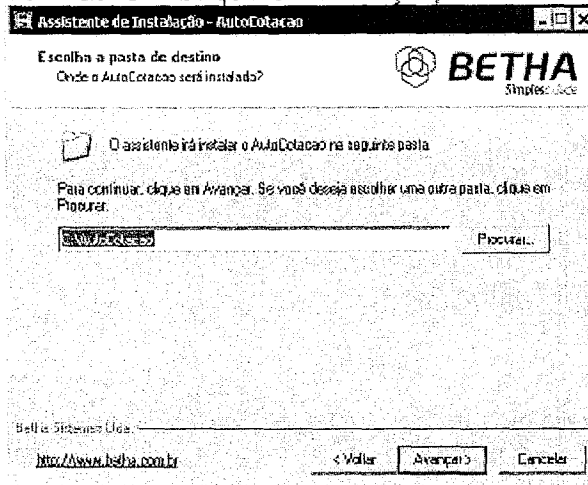 Assistente de Instalação - AutoCotacao
Escolha a pasta de destino
Onde o AutoCotacao será instalado?
BETHA
Simples
O assistente irá instalar o AutoCotacao na seguinte pasta
Para continuar, clique em Avançar. Se você deseja escolher uma outra pasta, clique em
Procurar.
C:\AutoCotacao
Procurar...
Betha Sistemas Ltda.
http://www.betha.com.br
< Voltar
Avançar >
Cancelar